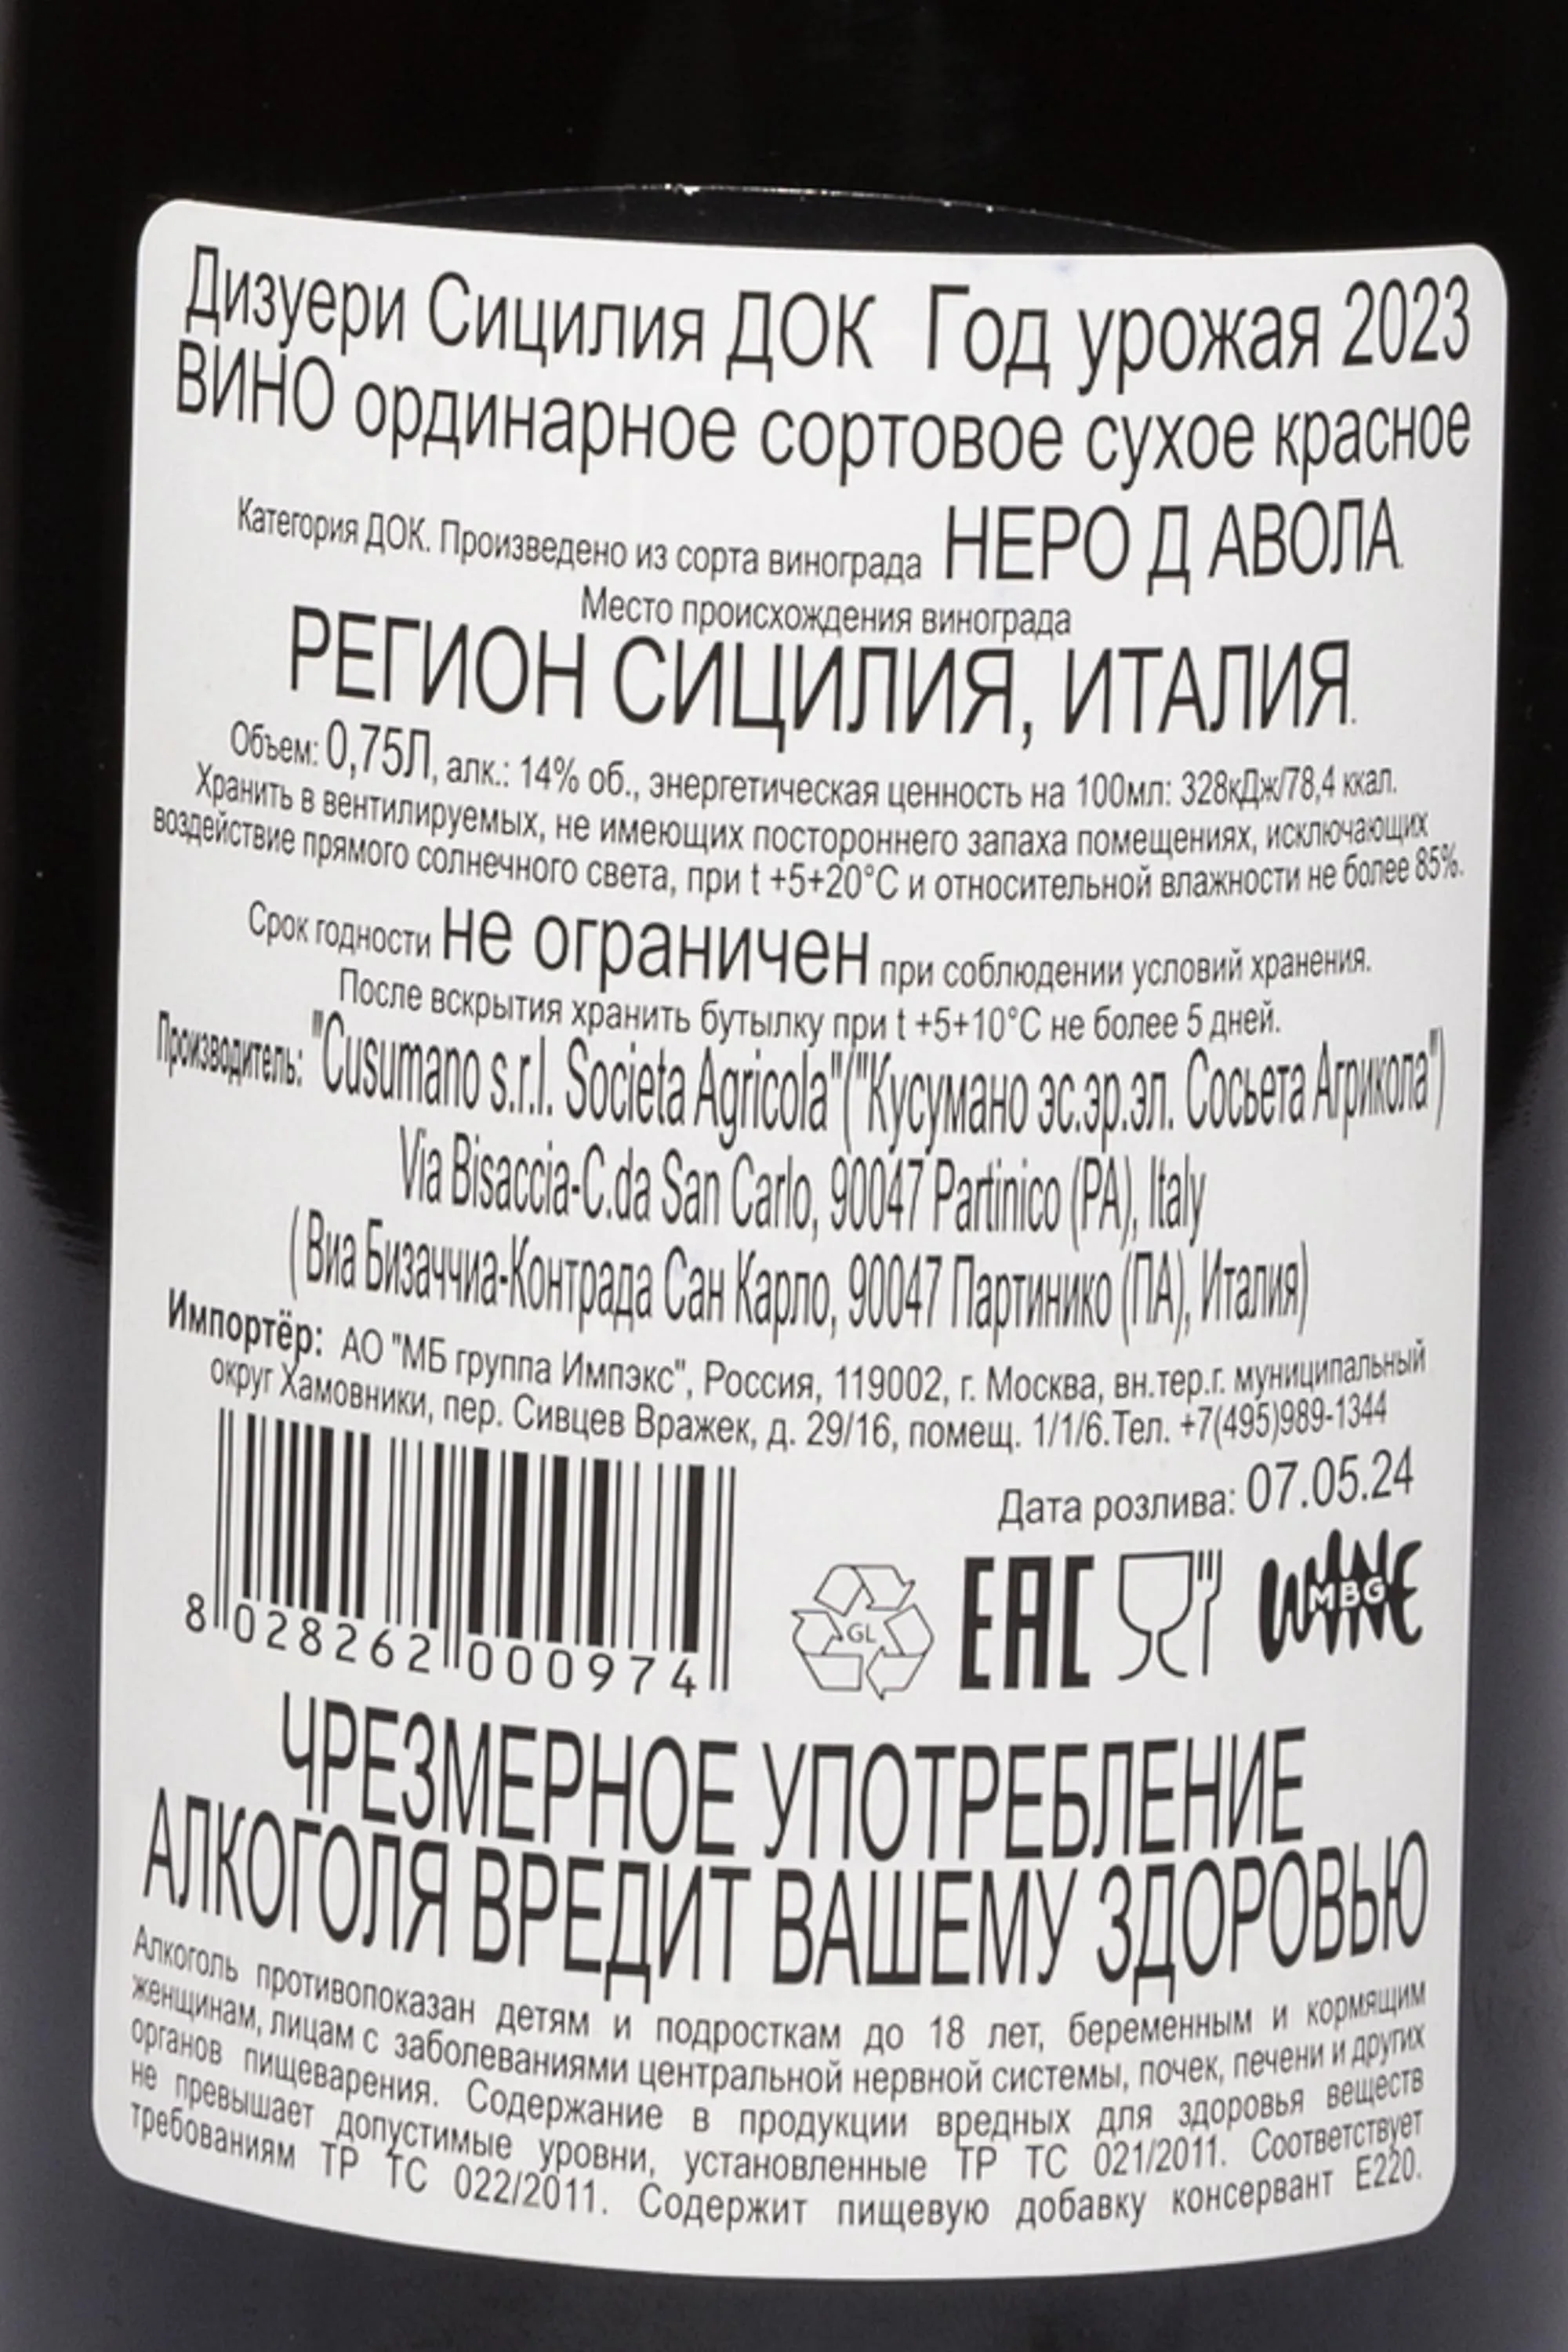 Дизуери Сицилия ДОК Год урожая 2023
ВИНО ординарное сортовое сухое красное
Категория ДОК. Произведено из сорта винограда НЕРО Д АВОЛА.
Место происхождения винограда
РЕГИОН СИЦИЛИЯ, ИТАЛИЯ.
Объем: 0,75Л, алк.: 14% об., энергетическая ценность на 100мл: 328кДж/78,4 ккал.
Хранить в вентилируемых, не имеющих постороннего запаха помещениях, исключающих
воздействие прямого солнечного света, при t +5+20°С и относительной влажности не более 85%.
Срок годности не ограничен при соблюдении условий хранения.
После вскрытия хранить бутылку при t +5+10°С не более 5 дней.
Производитель: "Cusumano s.r.l. Societa Agricola"("Кусумано эс.эр.эл. Сосьета Агрикола")
Via Bisaccia-C.da San Carlo, 90047 Partinico (PA), Italy
( Виа Бизаччиа-Контрада Сан Карло, 90047 Партинико (ПА), Италия)
Импортёр: АО "МБ группа Импэкс", Россия, 119002, г. Москва, вн.тер.г. муниципальный
округ Хамовники, пер. Сивцев Вражек, д. 29/16, помещ. 1/1/6.Тел. +7(495)989-1344
Дата розлива: 07.05.24
8 028262 000974
GL
EAC
WINE
MBG
ЧРЕЗМЕРНОЕ УПОТРЕБЛЕНИЕ
АЛКОГОЛЯ ВРЕДИТ ВАШЕМУ ЗДОРОВЬЮ
Алкоголь противопоказан детям и подросткам до 18 лет, беременным и кормящим
женщинам, лицам с заболеваниями центральной нервной системы, почек, печени и других
органов пищеварения. Содержание в продукции вредных для здоровья веществ
не превышает допустимые уровни, установленные ТР ТС 021/2011. Соответствует
требованиям ТР ТС 022/2011. Содержит пищевую добавку консервант Е220.